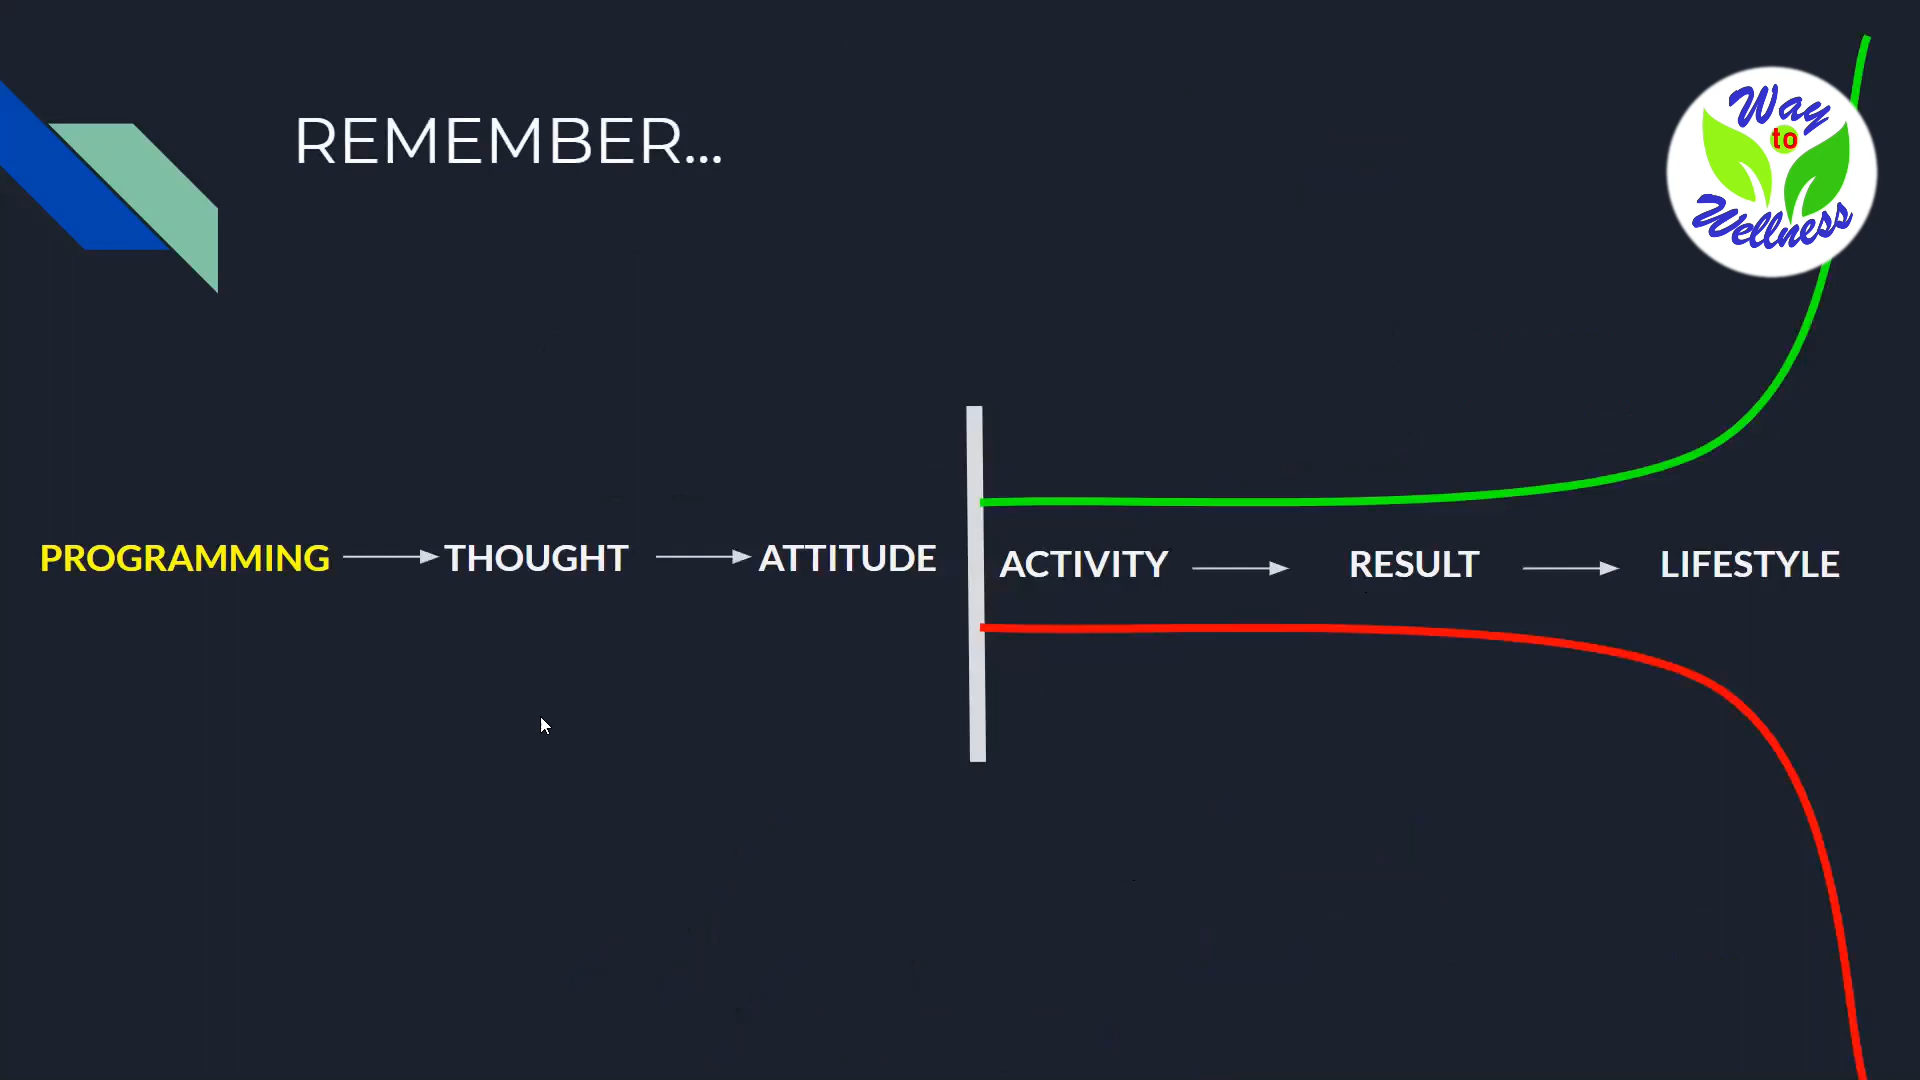 REMEMBER...
Way
to
Wellness
PROGRAMMING THOUGHT ATTITUDE ACTIVITY RESULT LIFESTYLE